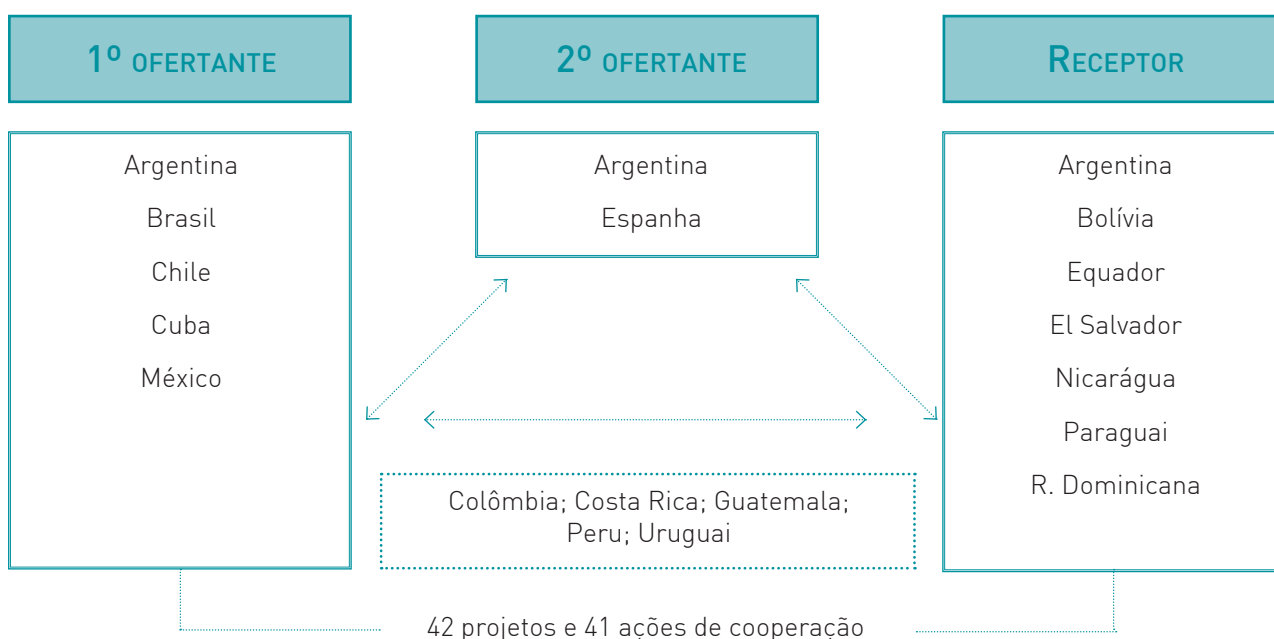 1º OFERTANTE
Argentina
Brasil
Chile
Cuba
México
2º OFERTANTE
Argentina
Espanha
RECEPTOR
Argentina
Bolívia
Equador
El Salvador
Nicarágua
Paraguai
R. Dominicana
Colômbia; Costa Rica; Guatemala;
Peru; Uruguai
42 projetos e 41 ações de cooperação